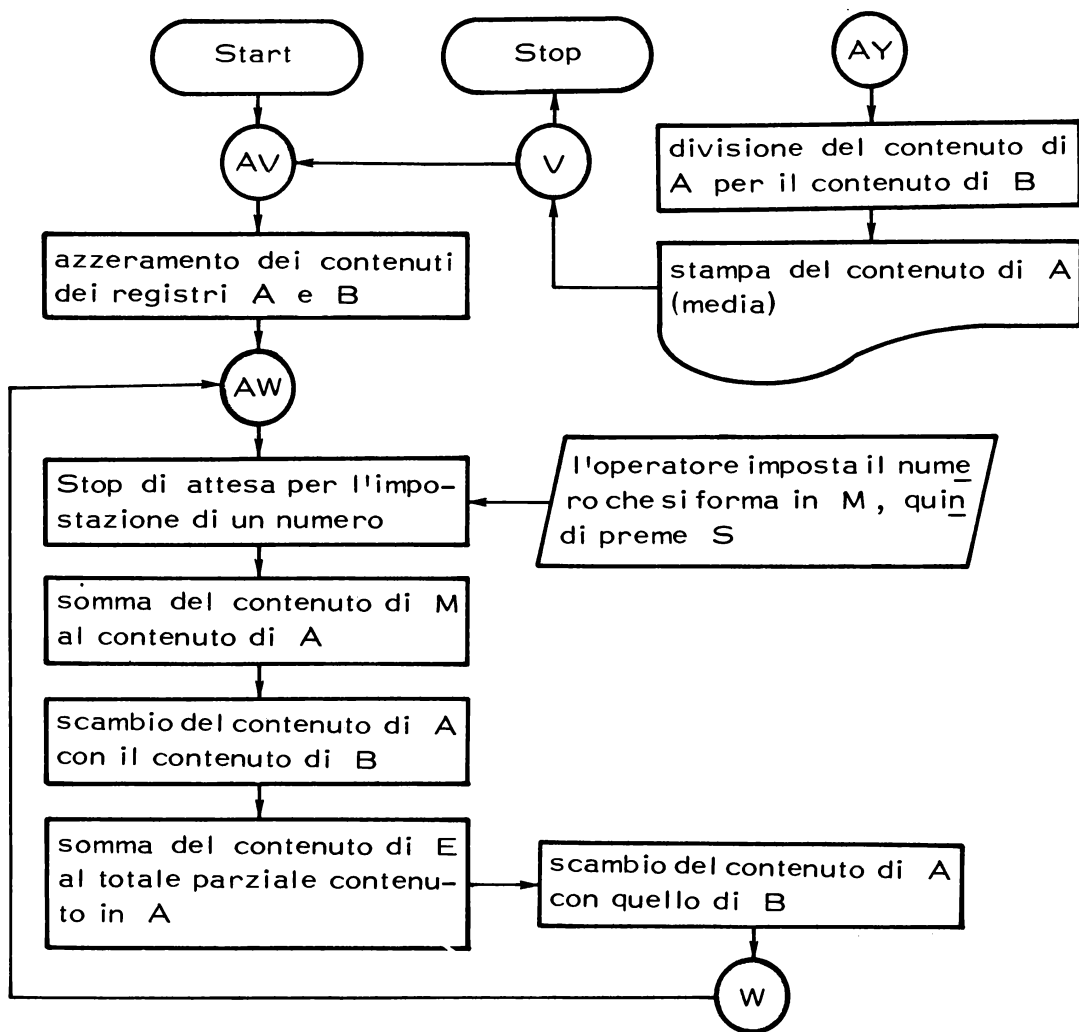 Start
Stop
AY
AV
V
divisione del contenuto di
A per il contenuto di B
azzeramento dei contenuti
dei registri A e B
stampa del contenuto di A
(media)
AW
Stop di attesa per l'impo-
stazione di un numero
l'operatore imposta il nume
ro che si forma in M, quin
di preme S
somma del contenuto di M
al contenuto di A
scambio del contenuto di A
con il contenuto di B
somma del contenuto di E
al totale parziale contenu-
to in A
scambio del contenuto di A
con quello di B
W